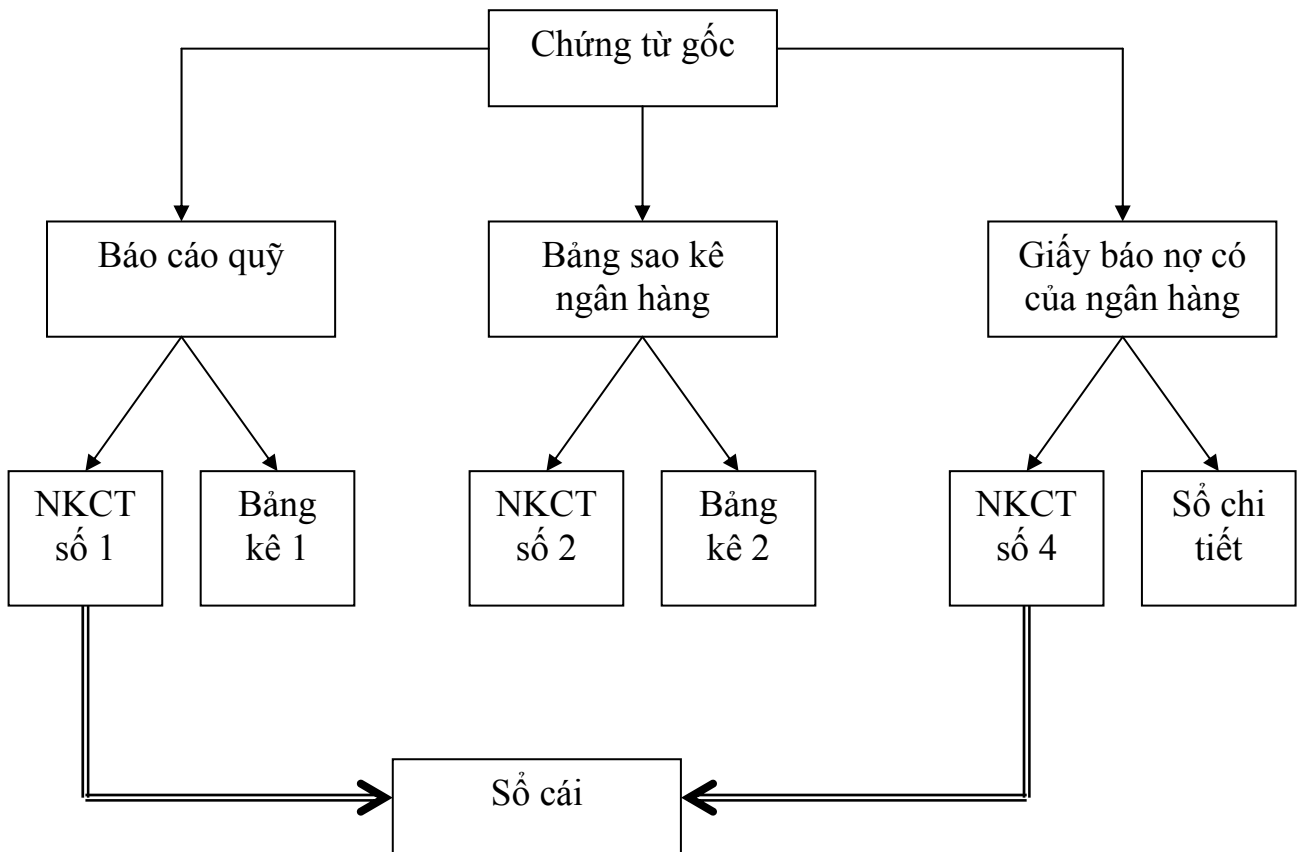 Chứng từ gốc
Báo cáo quỹ
Bảng sao kê
ngân hàng
Giấy báo nợ có
của ngân hàng
NKCT
số 1
Bảng
kê 1
NKCT
số 2
Bảng
kê 2
NKCT
số 4
Sổ chi
tiết
Sổ cái